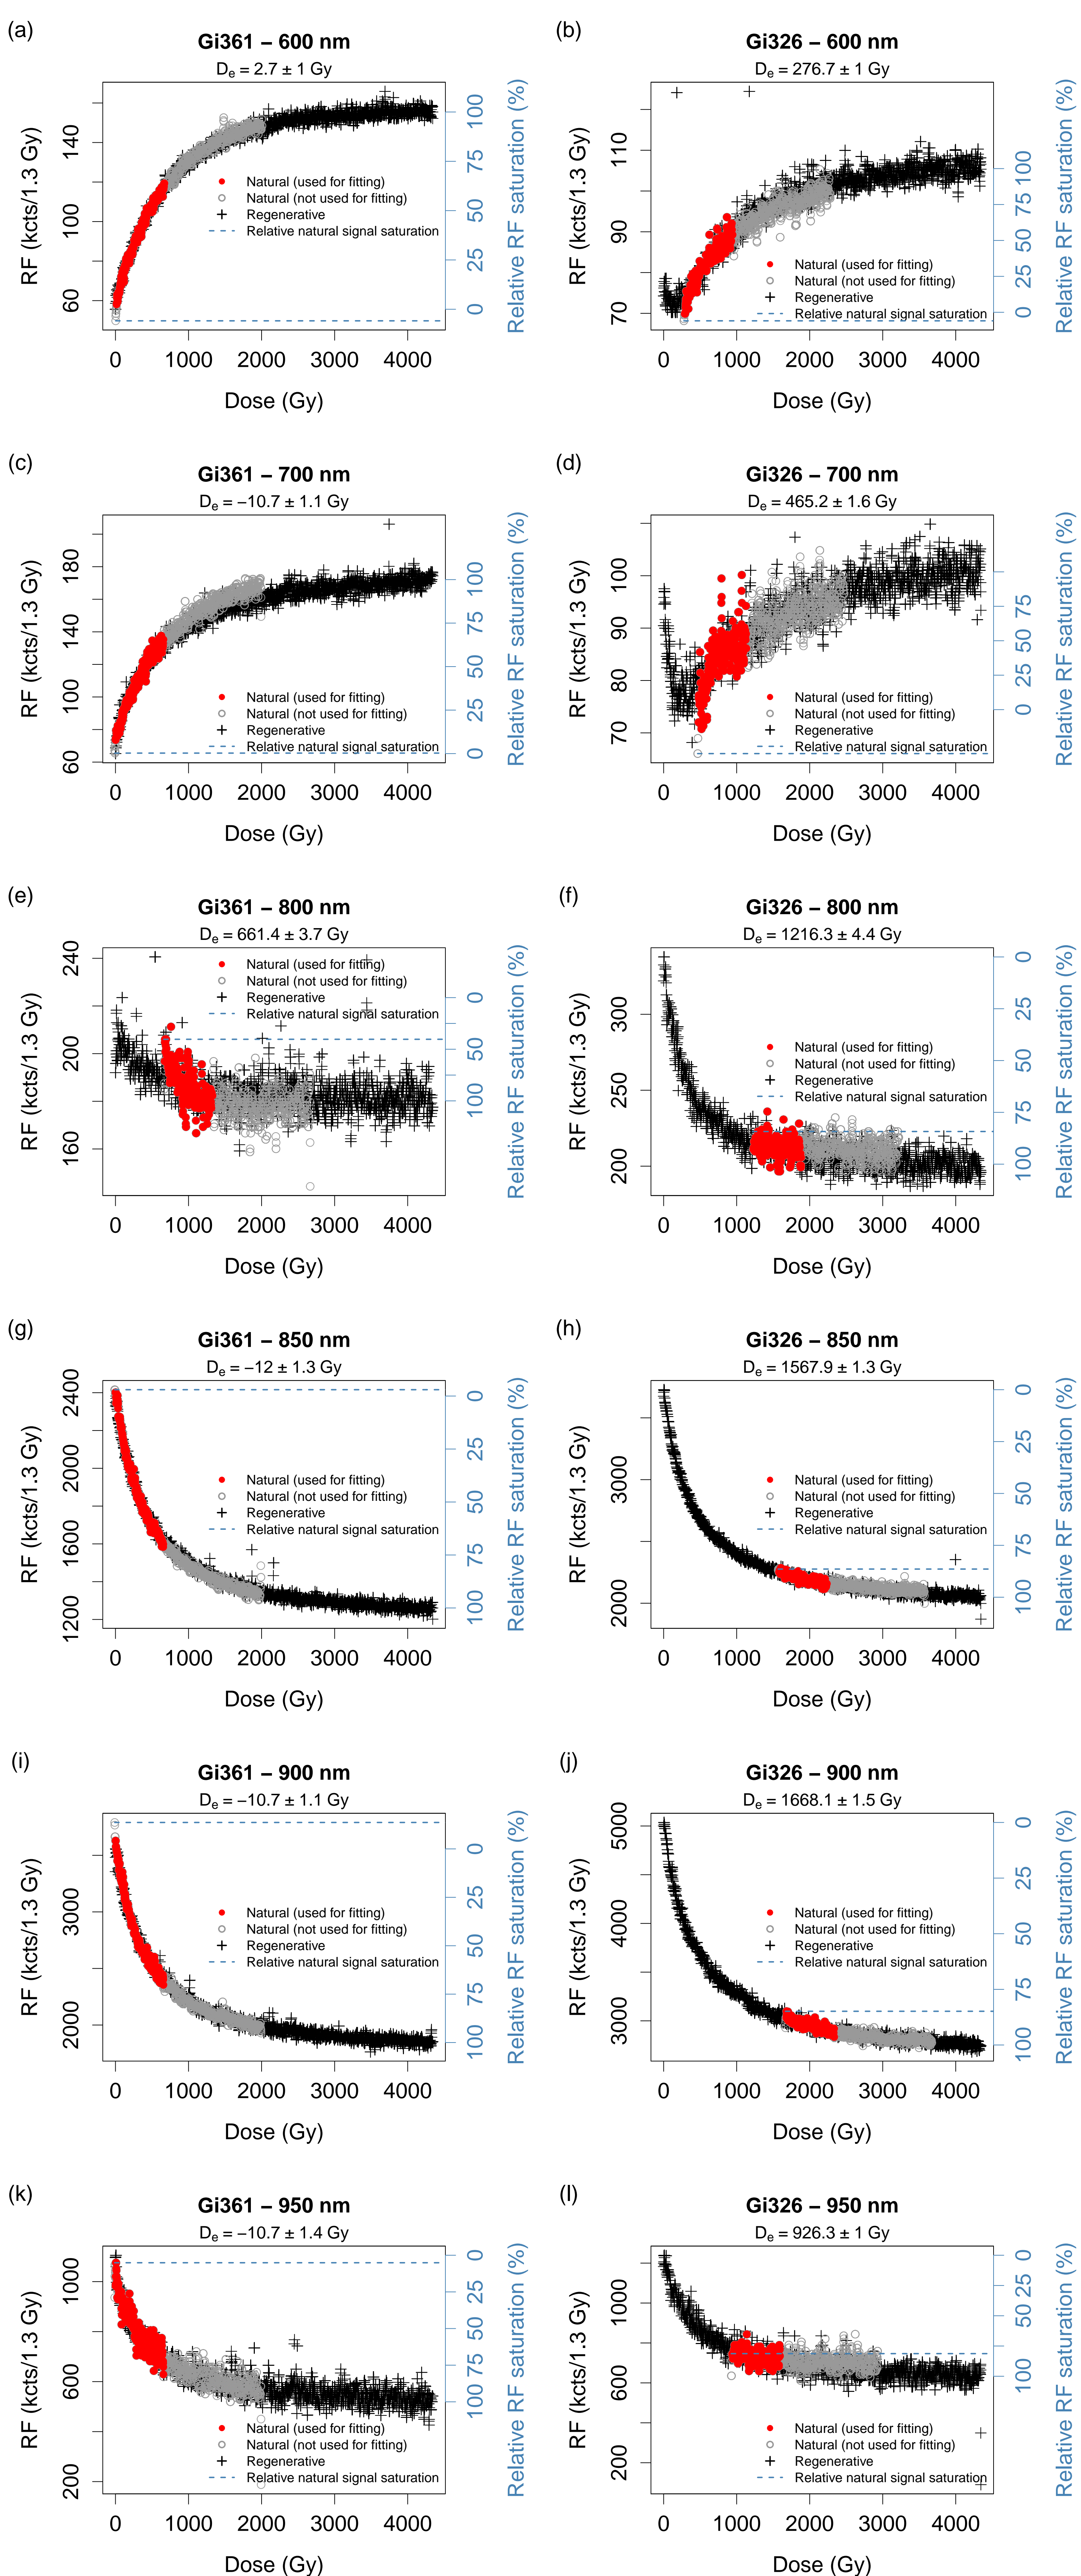 (a)
Gi361 – 600 nm
De = 2.7 ± 1 Gy
RF (kcts/1.3 Gy)
60 100 140
0 25 50 75 100
Relative RF saturation (%)
Natural (used for fitting)
Natural (not used for fitting)
Regenerative
Relative natural signal saturation
0 1000 2000 3000 4000
Dose (Gy)
(b)
Gi326 – 600 nm
De = 276.7 ± 1 Gy
RF (kcts/1.3 Gy)
70 90 110
0 25 50 75 100
Relative RF saturation (%)
Natural (used for fitting)
Natural (not used for fitting)
Regenerative
Relative natural signal saturation
0 1000 2000 3000 4000
Dose (Gy)
(c)
Gi361 – 700 nm
De = −10.7 ± 1.1 Gy
RF (kcts/1.3 Gy)
60 100 140 180
0 25 50 75 100
Relative RF saturation (%)
Natural (used for fitting)
Natural (not used for fitting)
Regenerative
Relative natural signal saturation
0 1000 2000 3000 4000
Dose (Gy)
(d)
Gi326 – 700 nm
De = 465.2 ± 1.6 Gy
RF (kcts/1.3 Gy)
70 80 90 100
0 25 50 75
Relative RF saturation (%)
Natural (used for fitting)
Natural (not used for fitting)
Regenerative
Relative natural signal saturation
0 1000 2000 3000 4000
Dose (Gy)
(e)
Gi361 – 800 nm
De = 661.4 ± 3.7 Gy
RF (kcts/1.3 Gy)
160 200 240
0 50 100
Relative RF saturation (%)
Natural (used for fitting)
Natural (not used for fitting)
Regenerative
Relative natural signal saturation
0 1000 2000 3000 4000
Dose (Gy)
(f)
Gi326 – 800 nm
De = 1216.3 ± 4.4 Gy
RF (kcts/1.3 Gy)
200 250 300
0 25 50 75 100
Relative RF saturation (%)
Natural (used for fitting)
Natural (not used for fitting)
Regenerative
Relative natural signal saturation
0 1000 2000 3000 4000
Dose (Gy)
(g)
Gi361 – 850 nm
De = −12 ± 1.3 Gy
RF (kcts/1.3 Gy)
1200 1600 2000 2400
0 25 50 75 100
Relative RF saturation (%)
Natural (used for fitting)
Natural (not used for fitting)
Regenerative
Relative natural signal saturation
0 1000 2000 3000 4000
Dose (Gy)
(h)
Gi326 – 850 nm
De = 1567.9 ± 1.3 Gy
RF (kcts/1.3 Gy)
2000 3000
0 25 50 75 100
Relative RF saturation (%)
Natural (used for fitting)
Natural (not used for fitting)
Regenerative
Relative natural signal saturation
0 1000 2000 3000 4000
Dose (Gy)
(i)
Gi361 – 900 nm
De = −10.7 ± 1.1 Gy
RF (kcts/1.3 Gy)
2000 3000
0 25 50 75 100
Relative RF saturation (%)
Natural (used for fitting)
Natural (not used for fitting)
Regenerative
Relative natural signal saturation
0 1000 2000 3000 4000
Dose (Gy)
(j)
Gi326 – 900 nm
De = 1668.1 ± 1.5 Gy
RF (kcts/1.3 Gy)
3000 4000 5000
0 25 50 75 100
Relative RF saturation (%)
Natural (used for fitting)
Natural (not used for fitting)
Regenerative
Relative natural signal saturation
0 1000 2000 3000 4000
Dose (Gy)
(k)
Gi361 – 950 nm
De = −10.7 ± 1.4 Gy
RF (kcts/1.3 Gy)
200 600 1000
0 25 50 75 100
Relative RF saturation (%)
Natural (used for fitting)
Natural (not used for fitting)
Regenerative
Relative natural signal saturation
0 1000 2000 3000 4000
Dose (Gy)
(l)
Gi326 – 950 nm
De = 926.3 ± 1 Gy
RF (kcts/1.3 Gy)
200 600 1000
0 25 50 100
Relative RF saturation (%)
Natural (used for fitting)
Natural (not used for fitting)
Regenerative
Relative natural signal saturation
0 1000 2000 3000 4000
Dose (Gy)